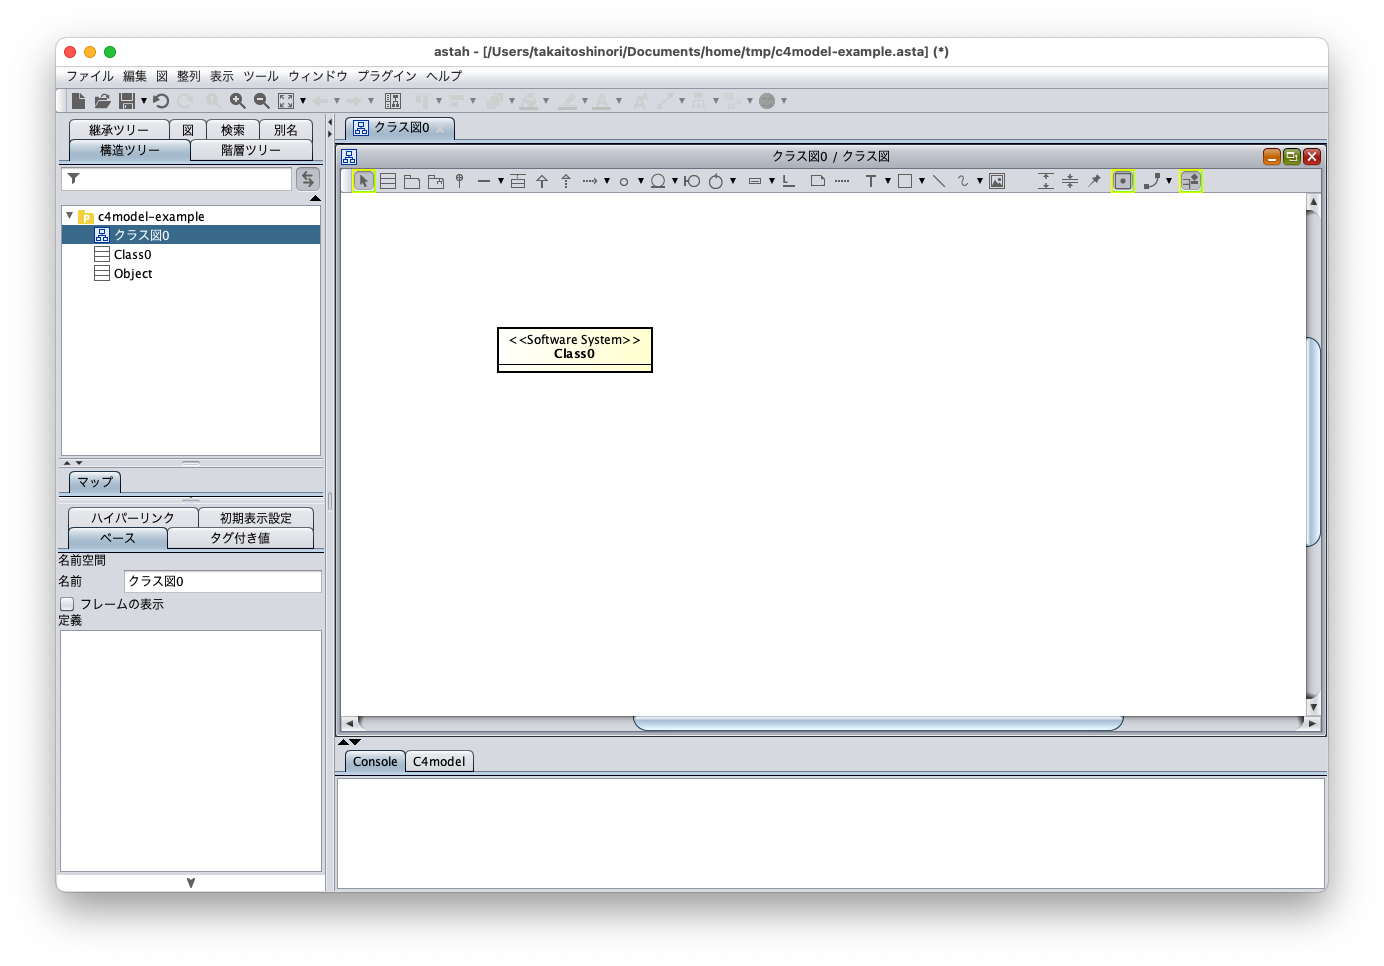 astah - [/Users/takaitoshinori/Documents/home/tmp/c4model-example.asta] (*)
ファイル 編集 図 整列 表示 ツール ウィンドウ プラグイン ヘルプ
継承ツリー 図 検索 別名
構造ツリー 階層ツリー
c4model-example
クラス図0
Class0
Object
マップ
ハイパーリンク 初期表示設定
ベース タグ付き値
名前空間
名前 クラス図0
フレームの表示
定義
クラス図0
クラス図0 / クラス図
<<Software System>>
Class0
Console C4model